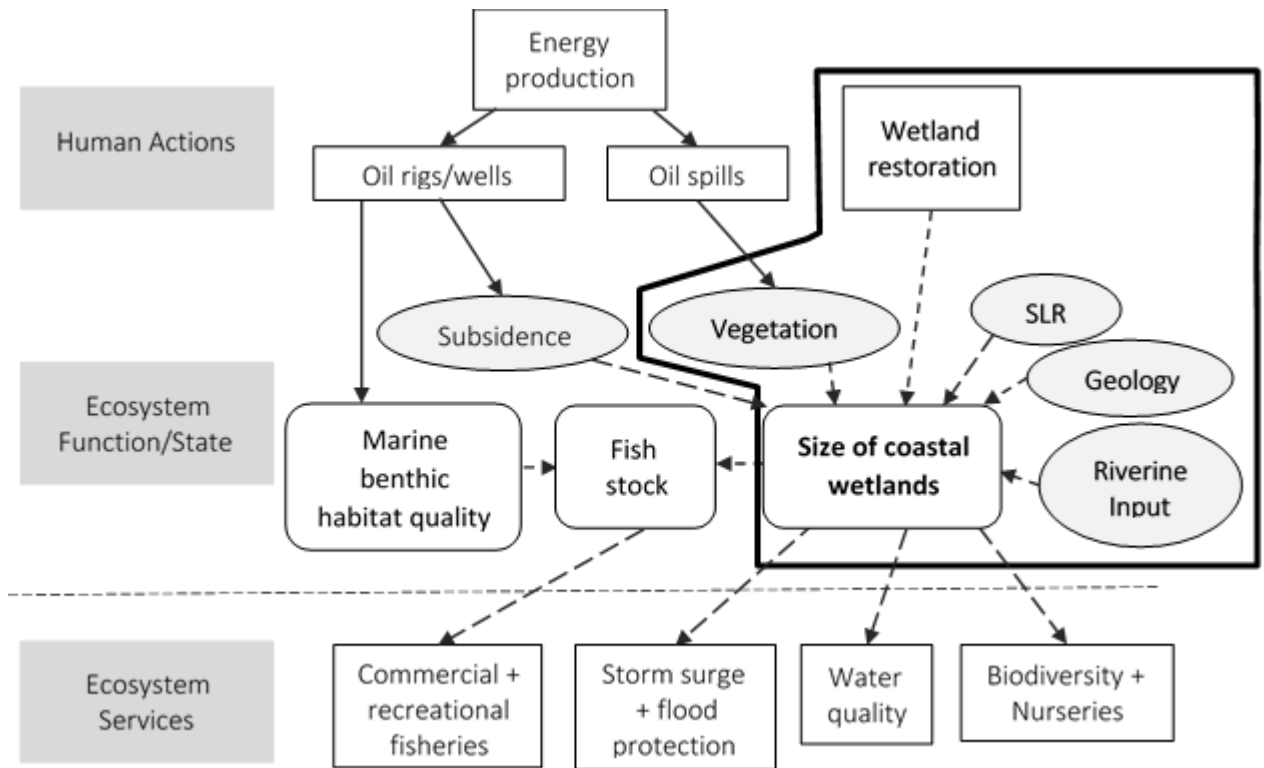 Energy
production
Human Actions
Wetland
restoration
Oil rigs/wells
Oil spills
SLR
Subsidence
Vegetation
Geology
Ecosystem
Function/State
Marine
benthic
habitat quality
Fish
stock
Size of coastal
wetlands
Riverine
Input
Ecosystem
Services
Commercial +
recreational
fisheries
Storm surge
+ flood
protection
Water
quality
Biodiversity +
Nurseries